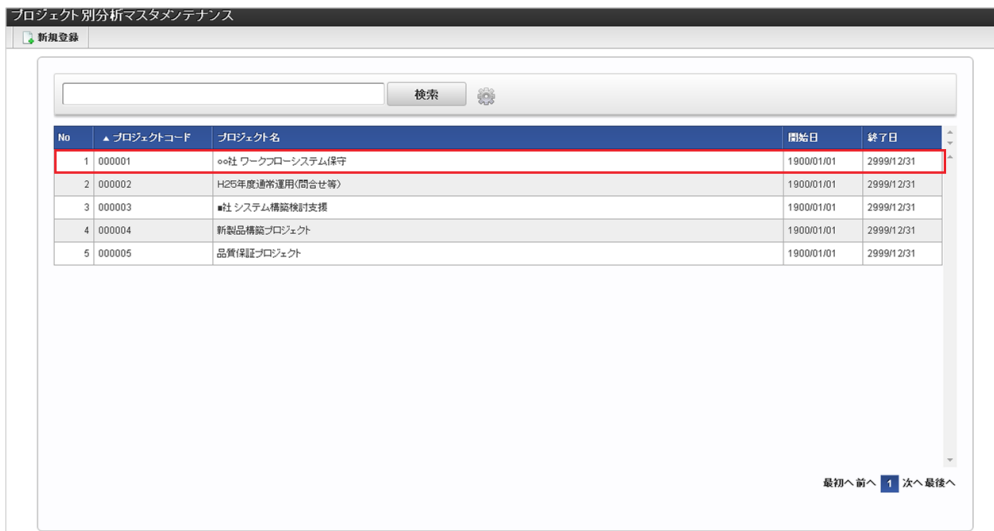 プロジェクト別分析マスタメンテナンス
新規登録
検索
No ▲ プロジェクトコード プロジェクト名 開始日 終了日
1 000001 ○○社 ワークフローシステム保守 1900/01/01 2999/12/31
2 000002 H25年度通常運用(問合せ等) 1900/01/01 2999/12/31
3 000003 ■社 システム構築検討支援 1900/01/01 2999/12/31
4 000004 新製品構築プロジェクト 1900/01/01 2999/12/31
5 000005 品質保証プロジェクト 1900/01/01 2999/12/31
最初へ 前へ 1 次へ 最後へ